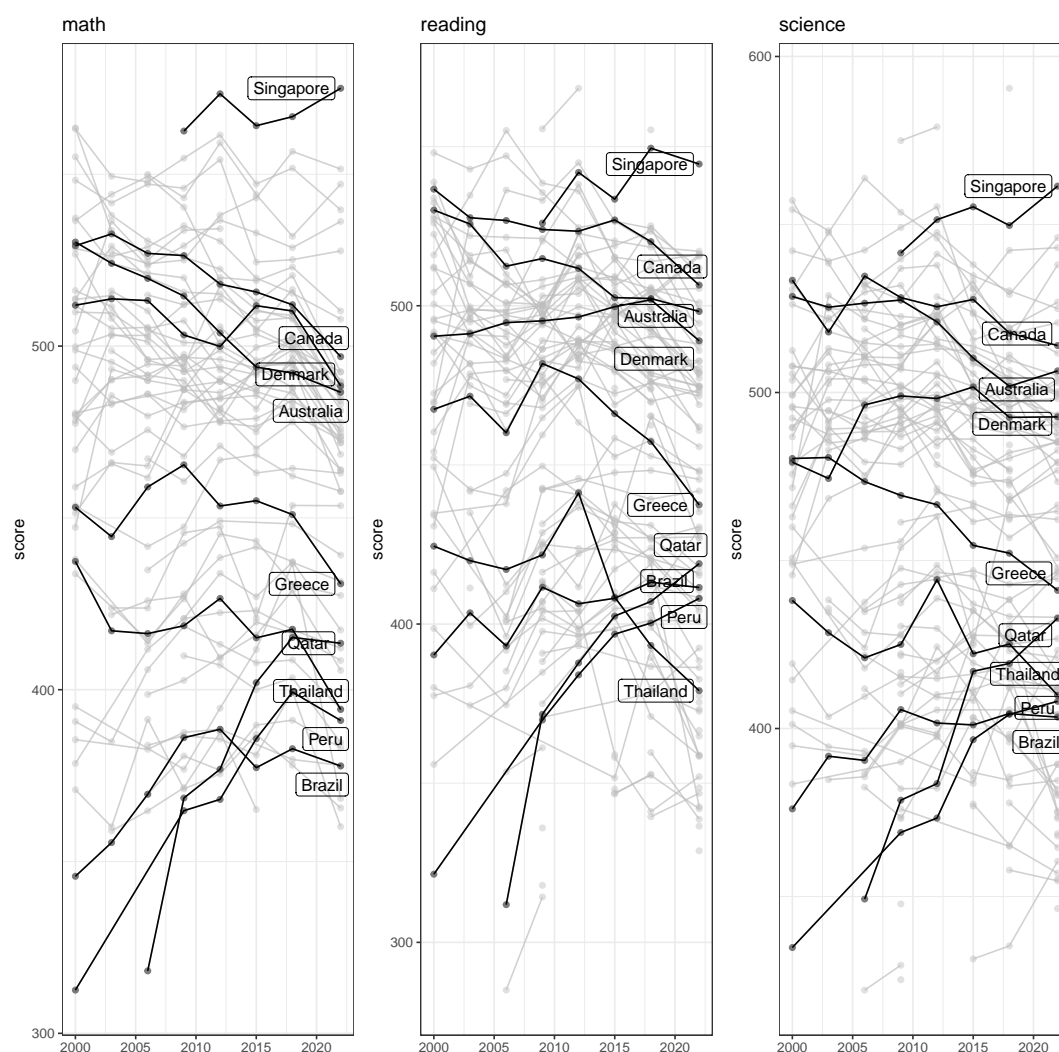 math
score
500
400
300
2000 2005 2010 2015 2020
Singapore
Canada
Denmark
Australia
Greece
Qatar
Thailand
Peru
Brazil
reading
score
500
400
300
2000 2005 2010 2015 2020
Singapore
Canada
Australia
Denmark
Greece
Qatar
Brazil
Peru
Thailand
science
score
600
500
400
2000 2005 2010 2015 2020
Singapore
Canada
Australia
Denmark
Greece
Qatar
Thailand
Peru
Brazil